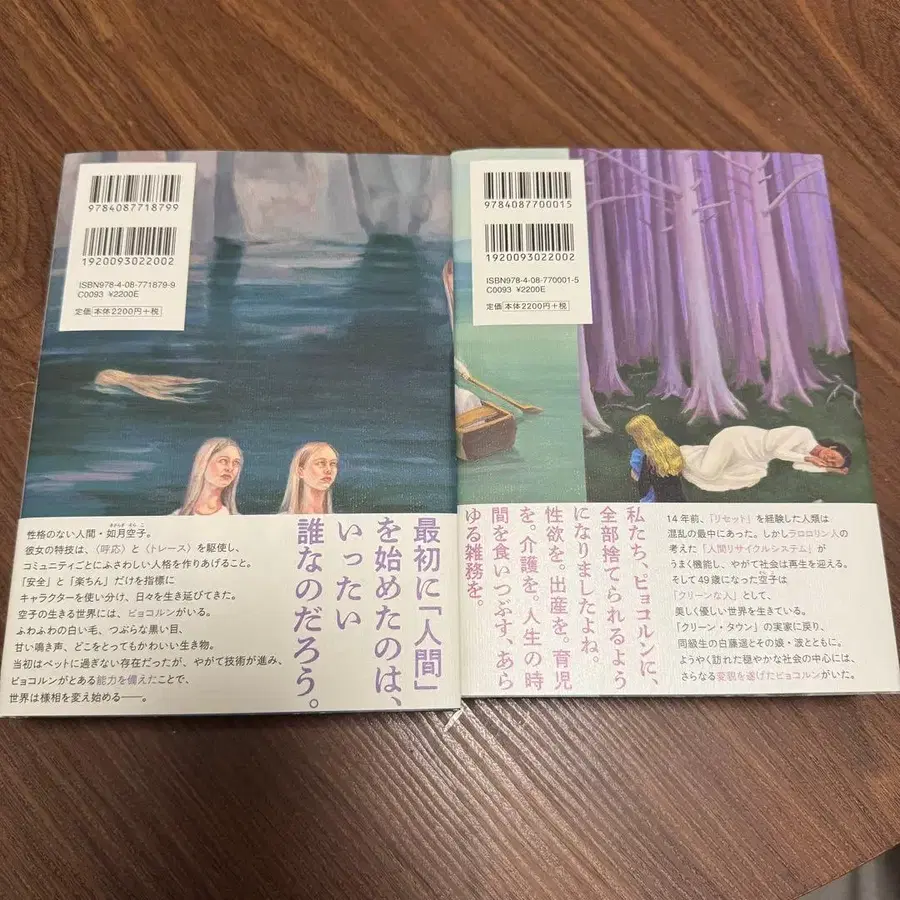 9784087718799
1920093022002
ISBN978-4-08-771879-9
C0093 ¥2200E
定価 本体2200円+税
性格のない人間・如月空子。
きさらぎ そらこ
彼女の特技は、〈呼応〉と〈トレース〉を駆使し、
コミュニティごとにふさわしい人格を作りあげること。
「安全」と「楽ちん」だけを指標に
キャラクターを使い分け、日々を生き延びてきた。
空子の生きる世界には、ピョコルンがいる。
ふわふわの白い毛、つぶらな黒い目、
甘い鳴き声、どこをとってもかわいい生き物。
当初はペットに過ぎない存在だったが、やがて技術が進み、
ピョコルンがとある能力を備えたことで、
世界は様相を変え始める――。
最初に「人間」
を始めたのは、
いったい
誰なのだろう。
9784087700015
1920093022002
ISBN978-4-08-770001-5
C0093 ¥2200E
定価 本体2200円+税
私たち、ピョコルンに、
全部捨てられるよう
になりましたよね。
性欲を。出産を。育児
を。介護を。人生の時
間を食いつぶす、あら
ゆる雑務を。
14年前、「リセット」を経験した人類は
混乱の最中にあった。しかしラロロリン人の
考えた「人間リサイクルシステム」が
うまく機能し、やがて社会は再生を迎える。
そして49歳になった空子は
「クリーンな人」として、
美しく優しい世界を生きている。
「クリーン・タウン」の実家に戻り、
同級生の白藤遥とその娘・波とともに。
ようやく訪れた穏やかな社会の中心には、
さらなる変貌を遂げたピョコルンがいた。